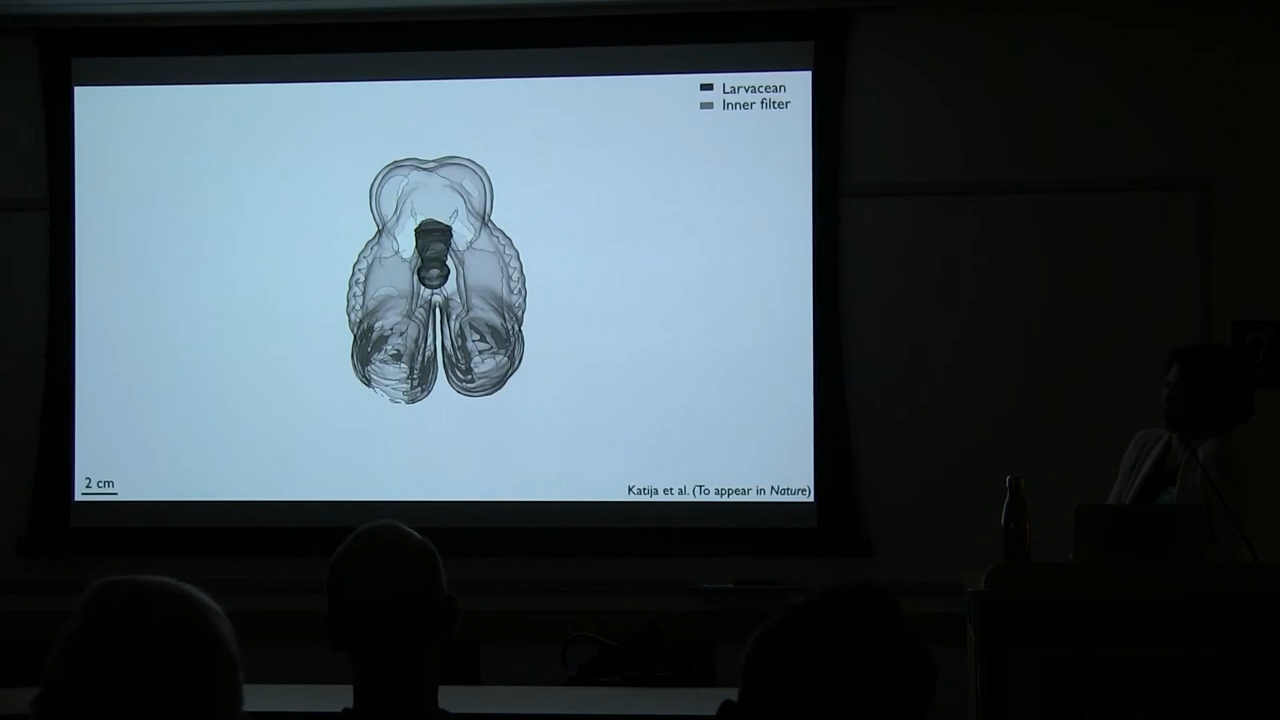 Larvacean
Inner filter
2 cm
Katija et al. (To appear in Nature)